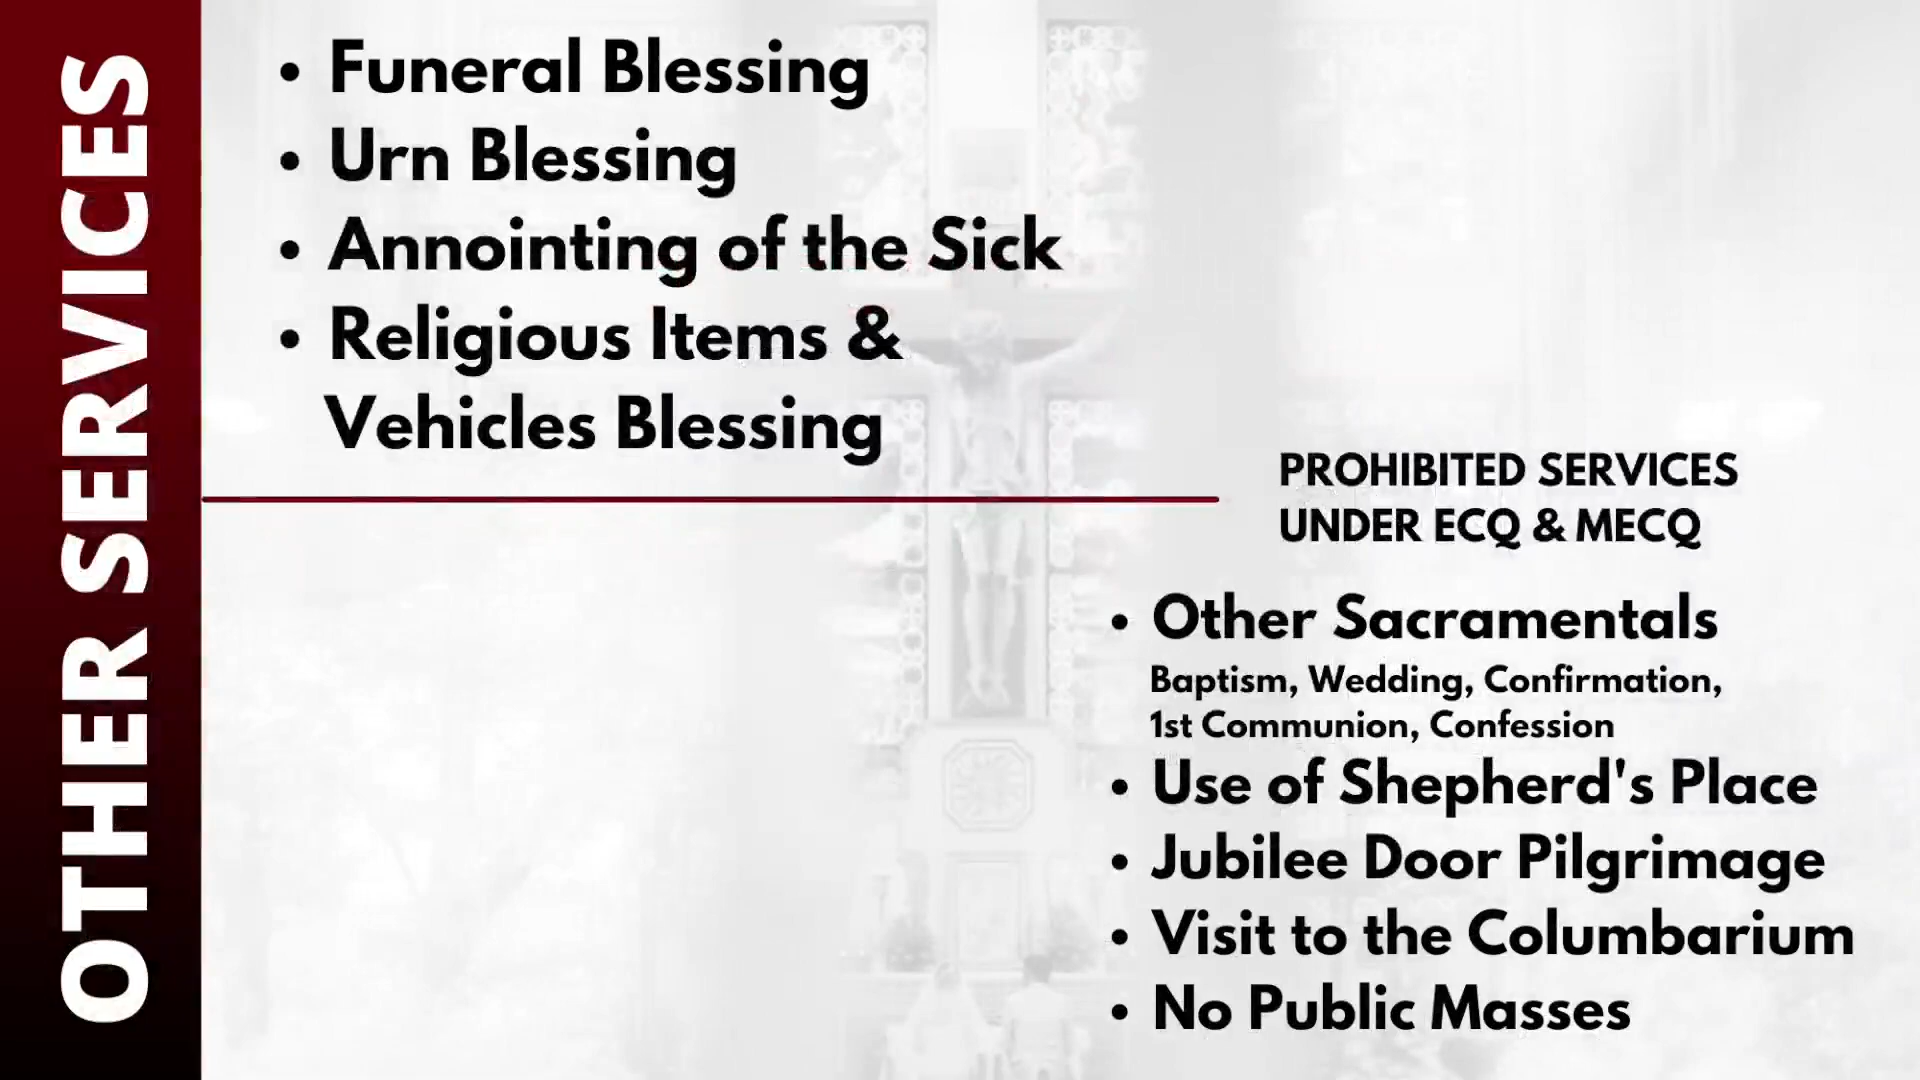 OTHER SERVICES
• Funeral Blessing
• Urn Blessing
• Annointing of the Sick
• Religious Items &
Vehicles Blessing
PROHIBITED SERVICES
UNDER ECQ & MECQ
• Other Sacramentals
Baptism, Wedding, Confirmation,
1st Communion, Confession
• Use of Shepherd's Place
• Jubilee Door Pilgrimage
• Visit to the Columbarium
• No Public Masses